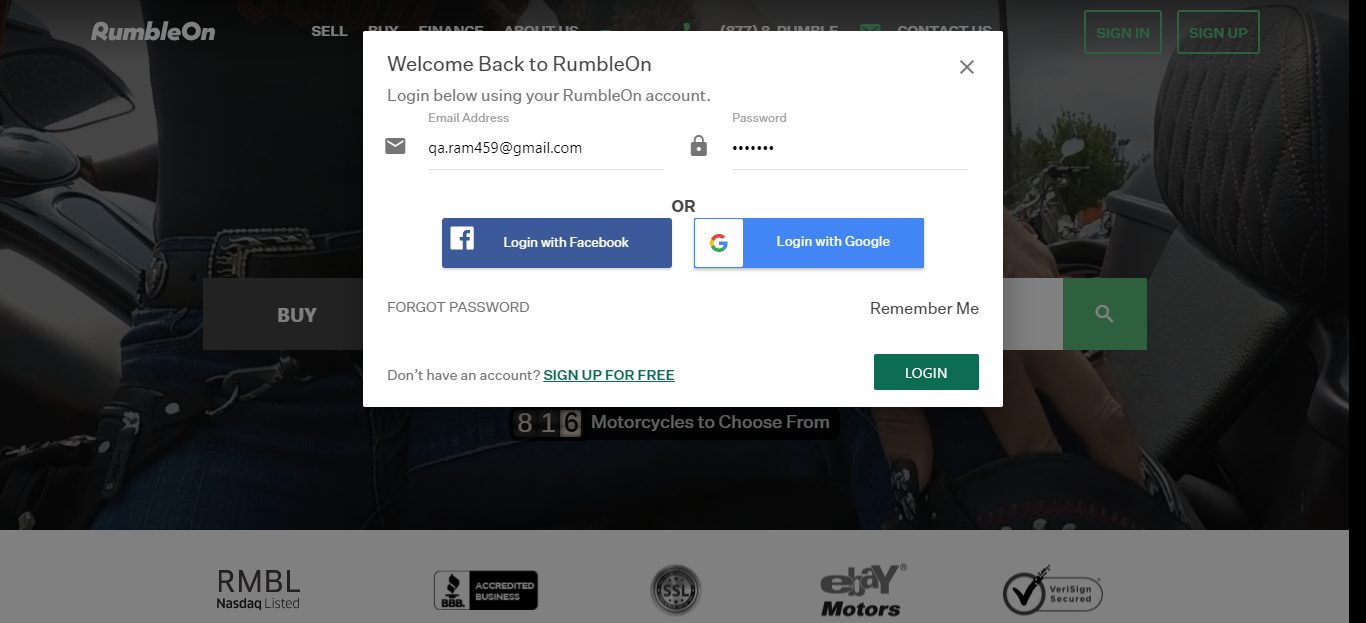 RumbleOn SELL BUY FINANCE ABOUT US (877) 8-RUMBLE CONTACT US SIGN IN SIGN UP
Welcome Back to RumbleOn
Login below using your RumbleOn account.
Email Address Password
qa.ram459@gmail.com •••••••
OR
Login with Facebook Login with Google
FORGOT PASSWORD Remember Me
BUY
Don't have an account? SIGN UP FOR FREE LOGIN
816 Motorcycles to Choose From
RMBL
Nasdaq Listed
BBB.
ACCREDITED
BUSINESS
SSL
ebay®
Motors
VeriSign
Secured